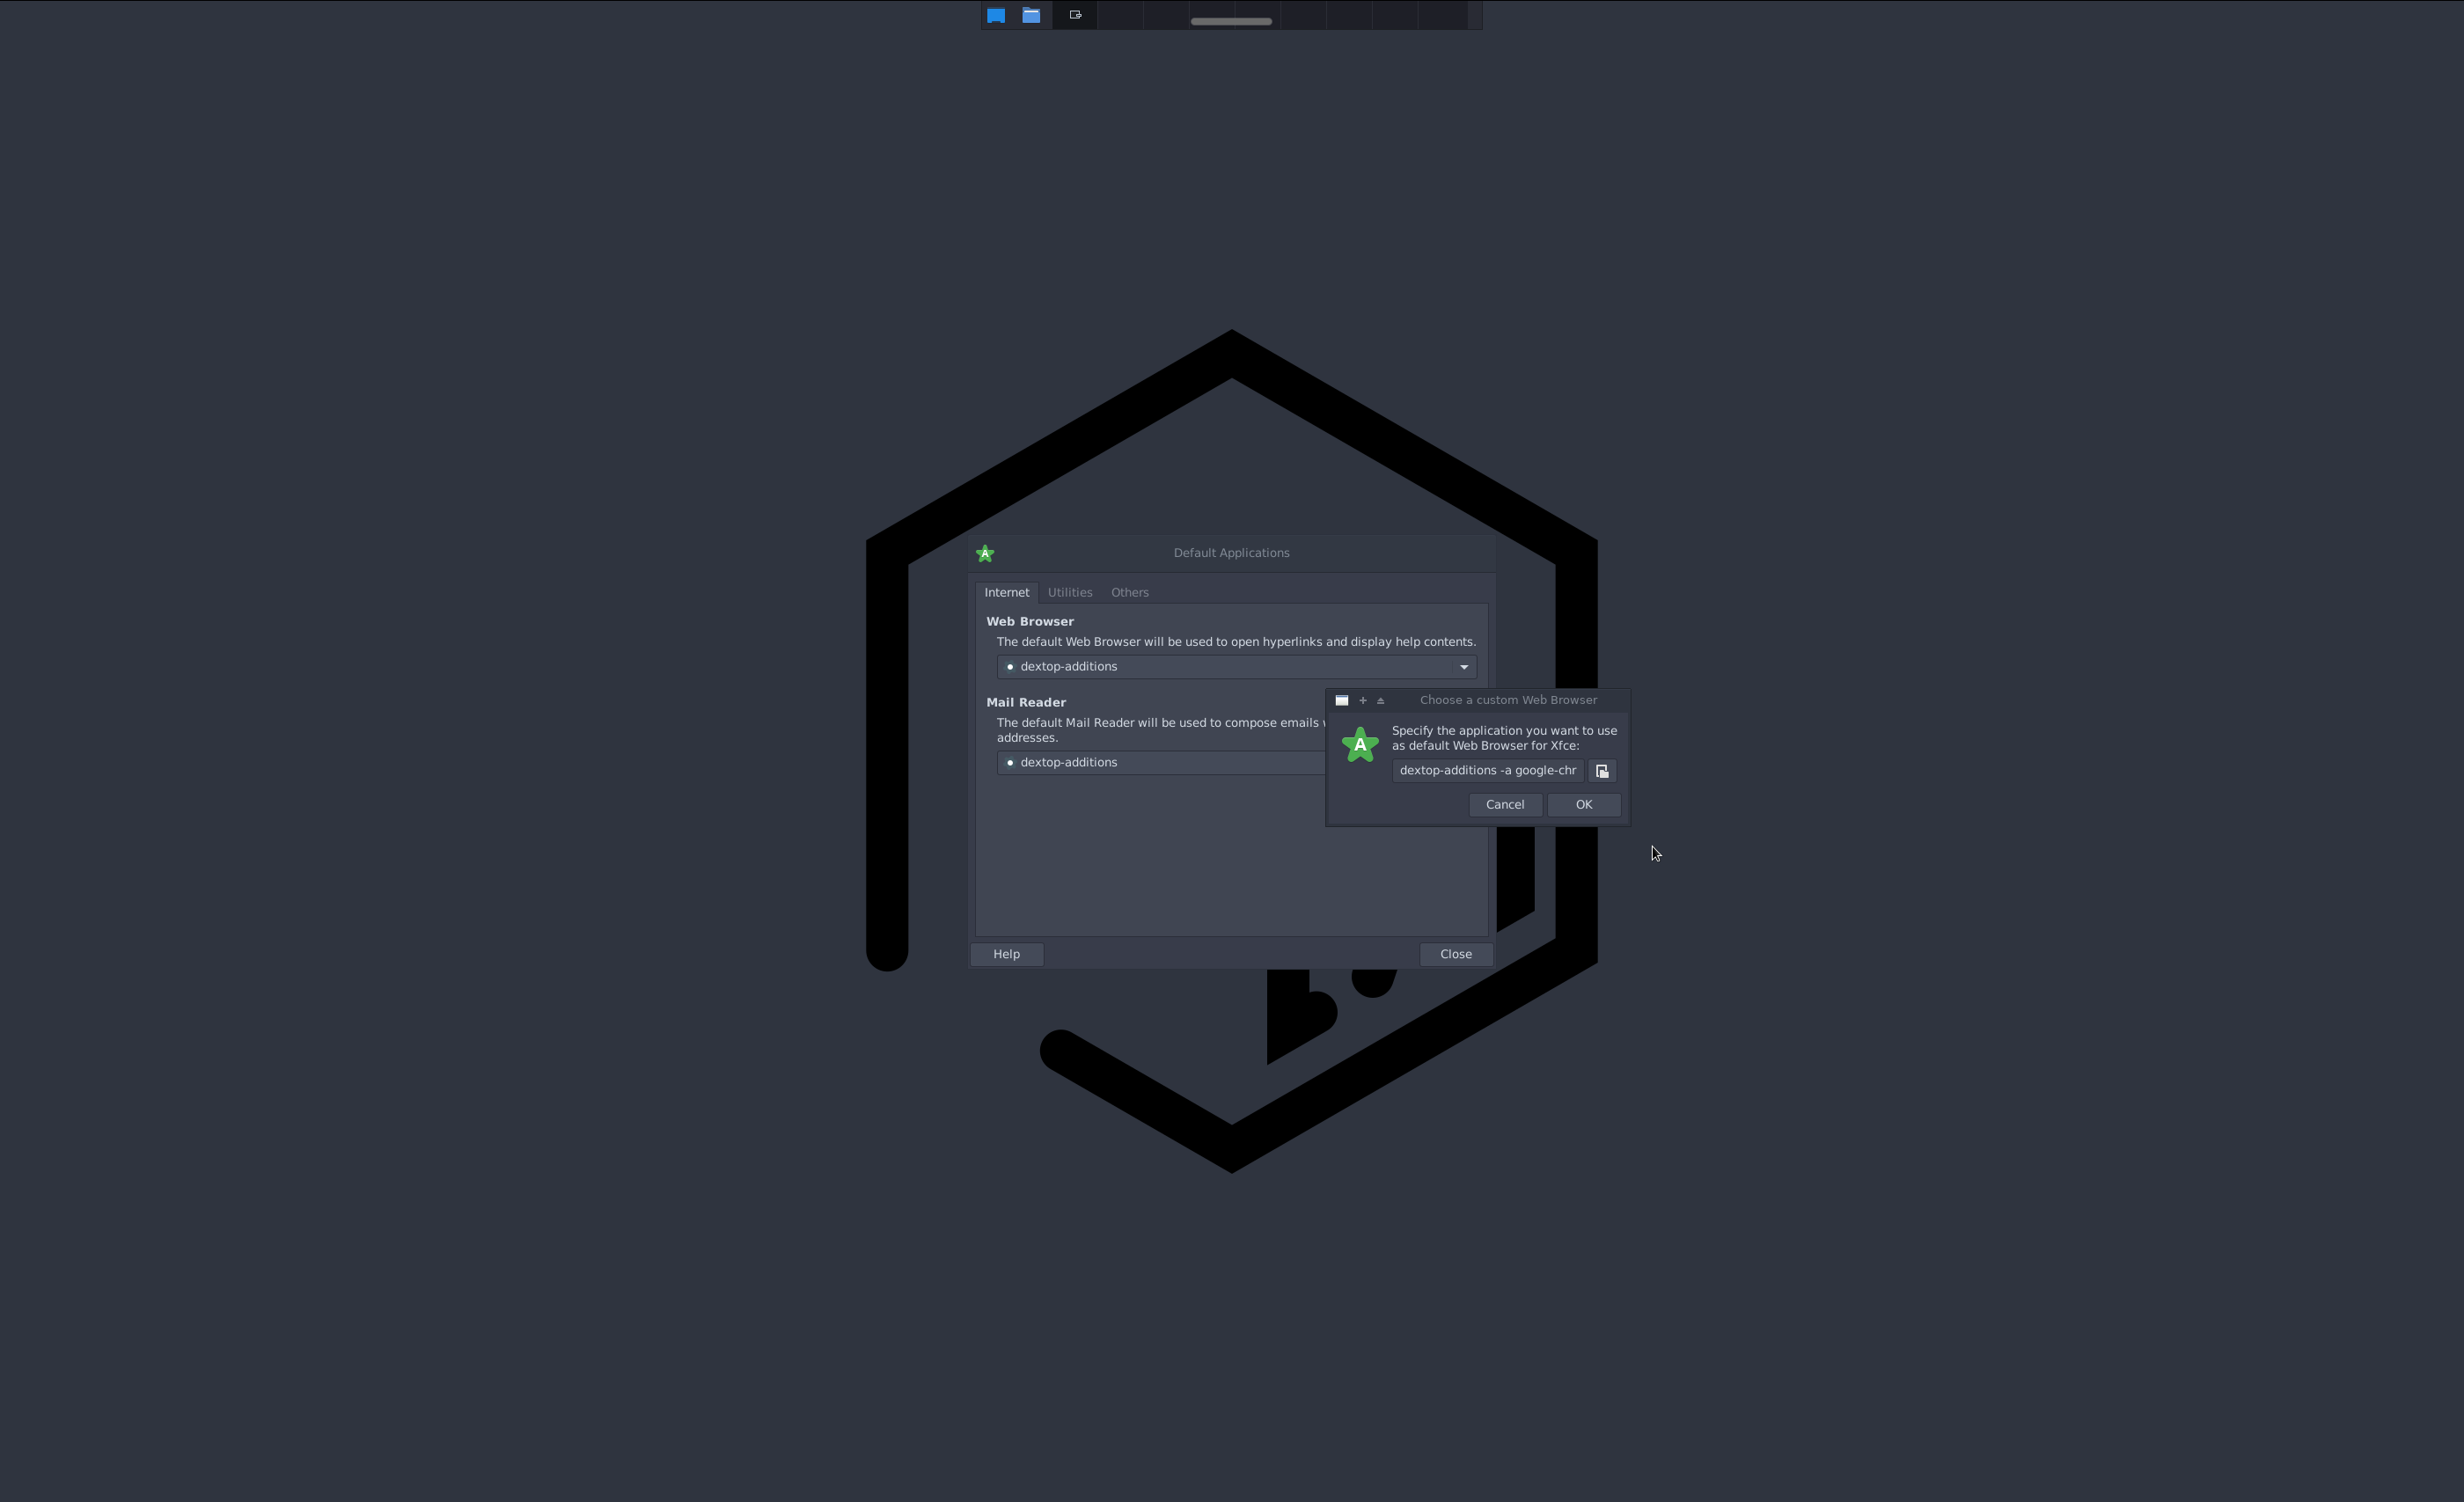 Default Applications
Internet Utilities Others
Web Browser
The default Web Browser will be used to open hyperlinks and display help contents.
dextop-additions
Mail Reader
The default Mail Reader will be used to compose emails
addresses.
dextop-additions
Help Close
Choose a custom Web Browser
A
Specify the application you want to use
as default Web Browser for Xfce:
dextop-additions -a google-chr
Cancel OK